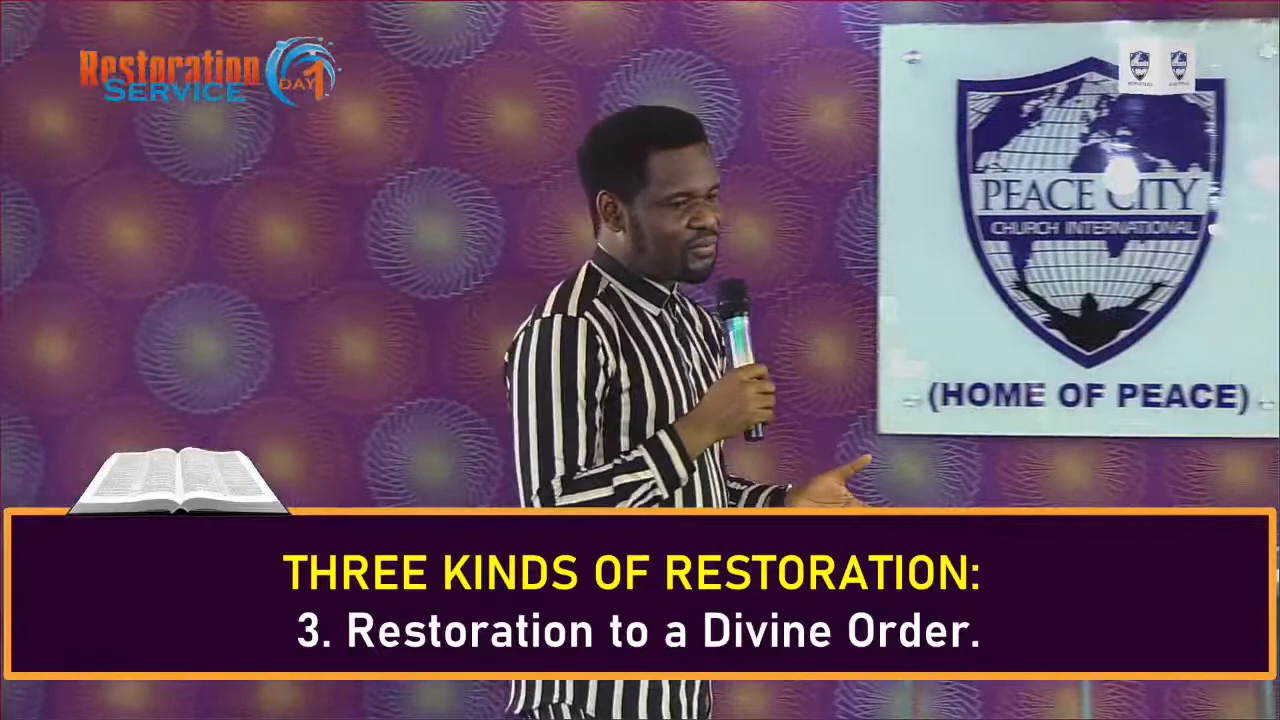 Restoration
SERVICE
DAY 1
PEACE CITY
CHURCH INTERNATIONAL
(HOME OF PEACE)
THREE KINDS OF RESTORATION:
3. Restoration to a Divine Order.